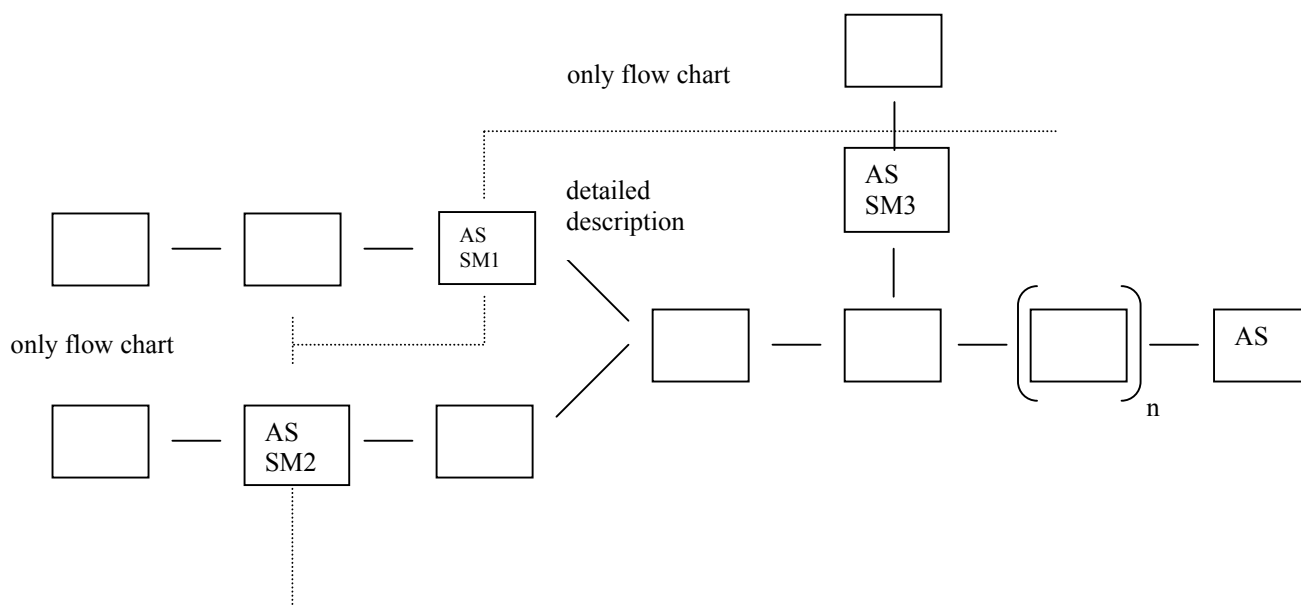 only flow chart
AS
SM3
detailed
description
AS
SM1
only flow chart
AS
n
AS
SM2